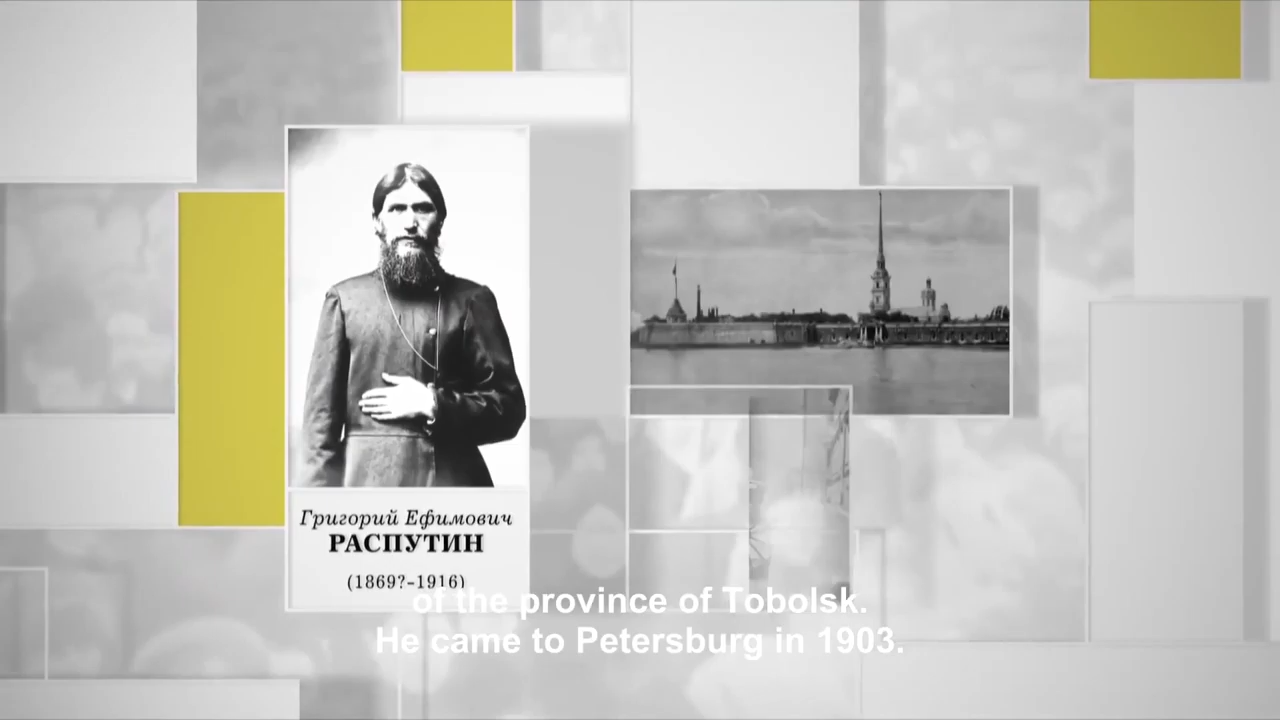 Григорий Ефимович
РАСПУТИН
(1869?–1916)
of the province of Tobolsk.
He came to Petersburg in 1903.